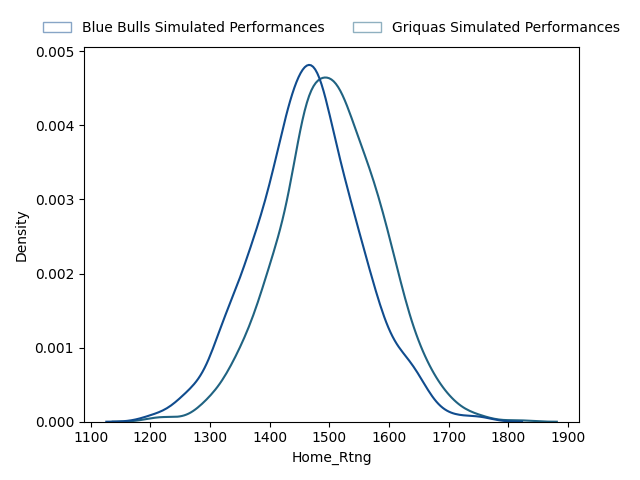 Blue Bulls Simulated Performances
Griquas Simulated Performances
0.005
0.004
0.003
0.002
0.001
0.000
Density
1100 1200 1300 1400 1500 1600 1700 1800 1900
Home_Rtng